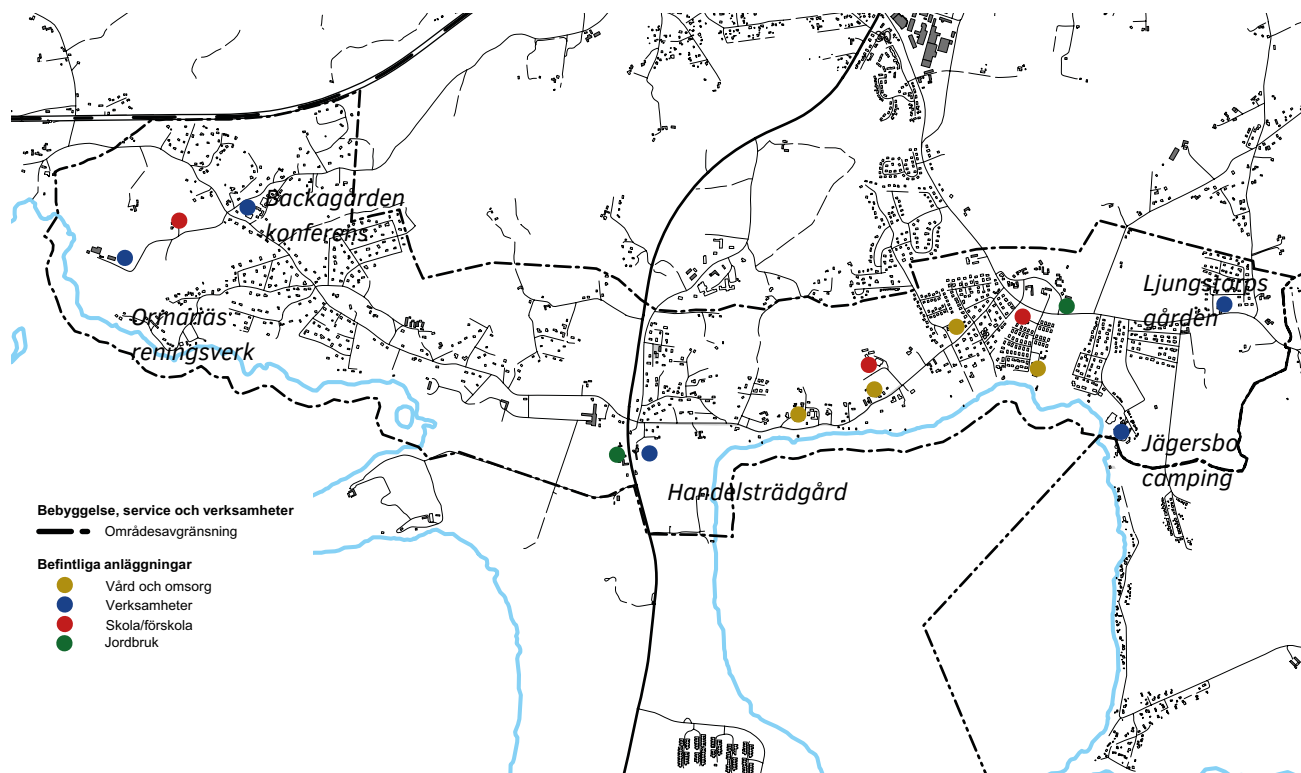 Backagården
konferens
Ormanäs
reningsverk
Ljungstorps
gården
Jägersbo
camping
Handelsträdgård
Bebyggelse, service och verksamheter
Områdesavgränsning
Befintliga anläggningar
Vård och omsorg
Verksamheter
Skola/förskola
Jordbruk